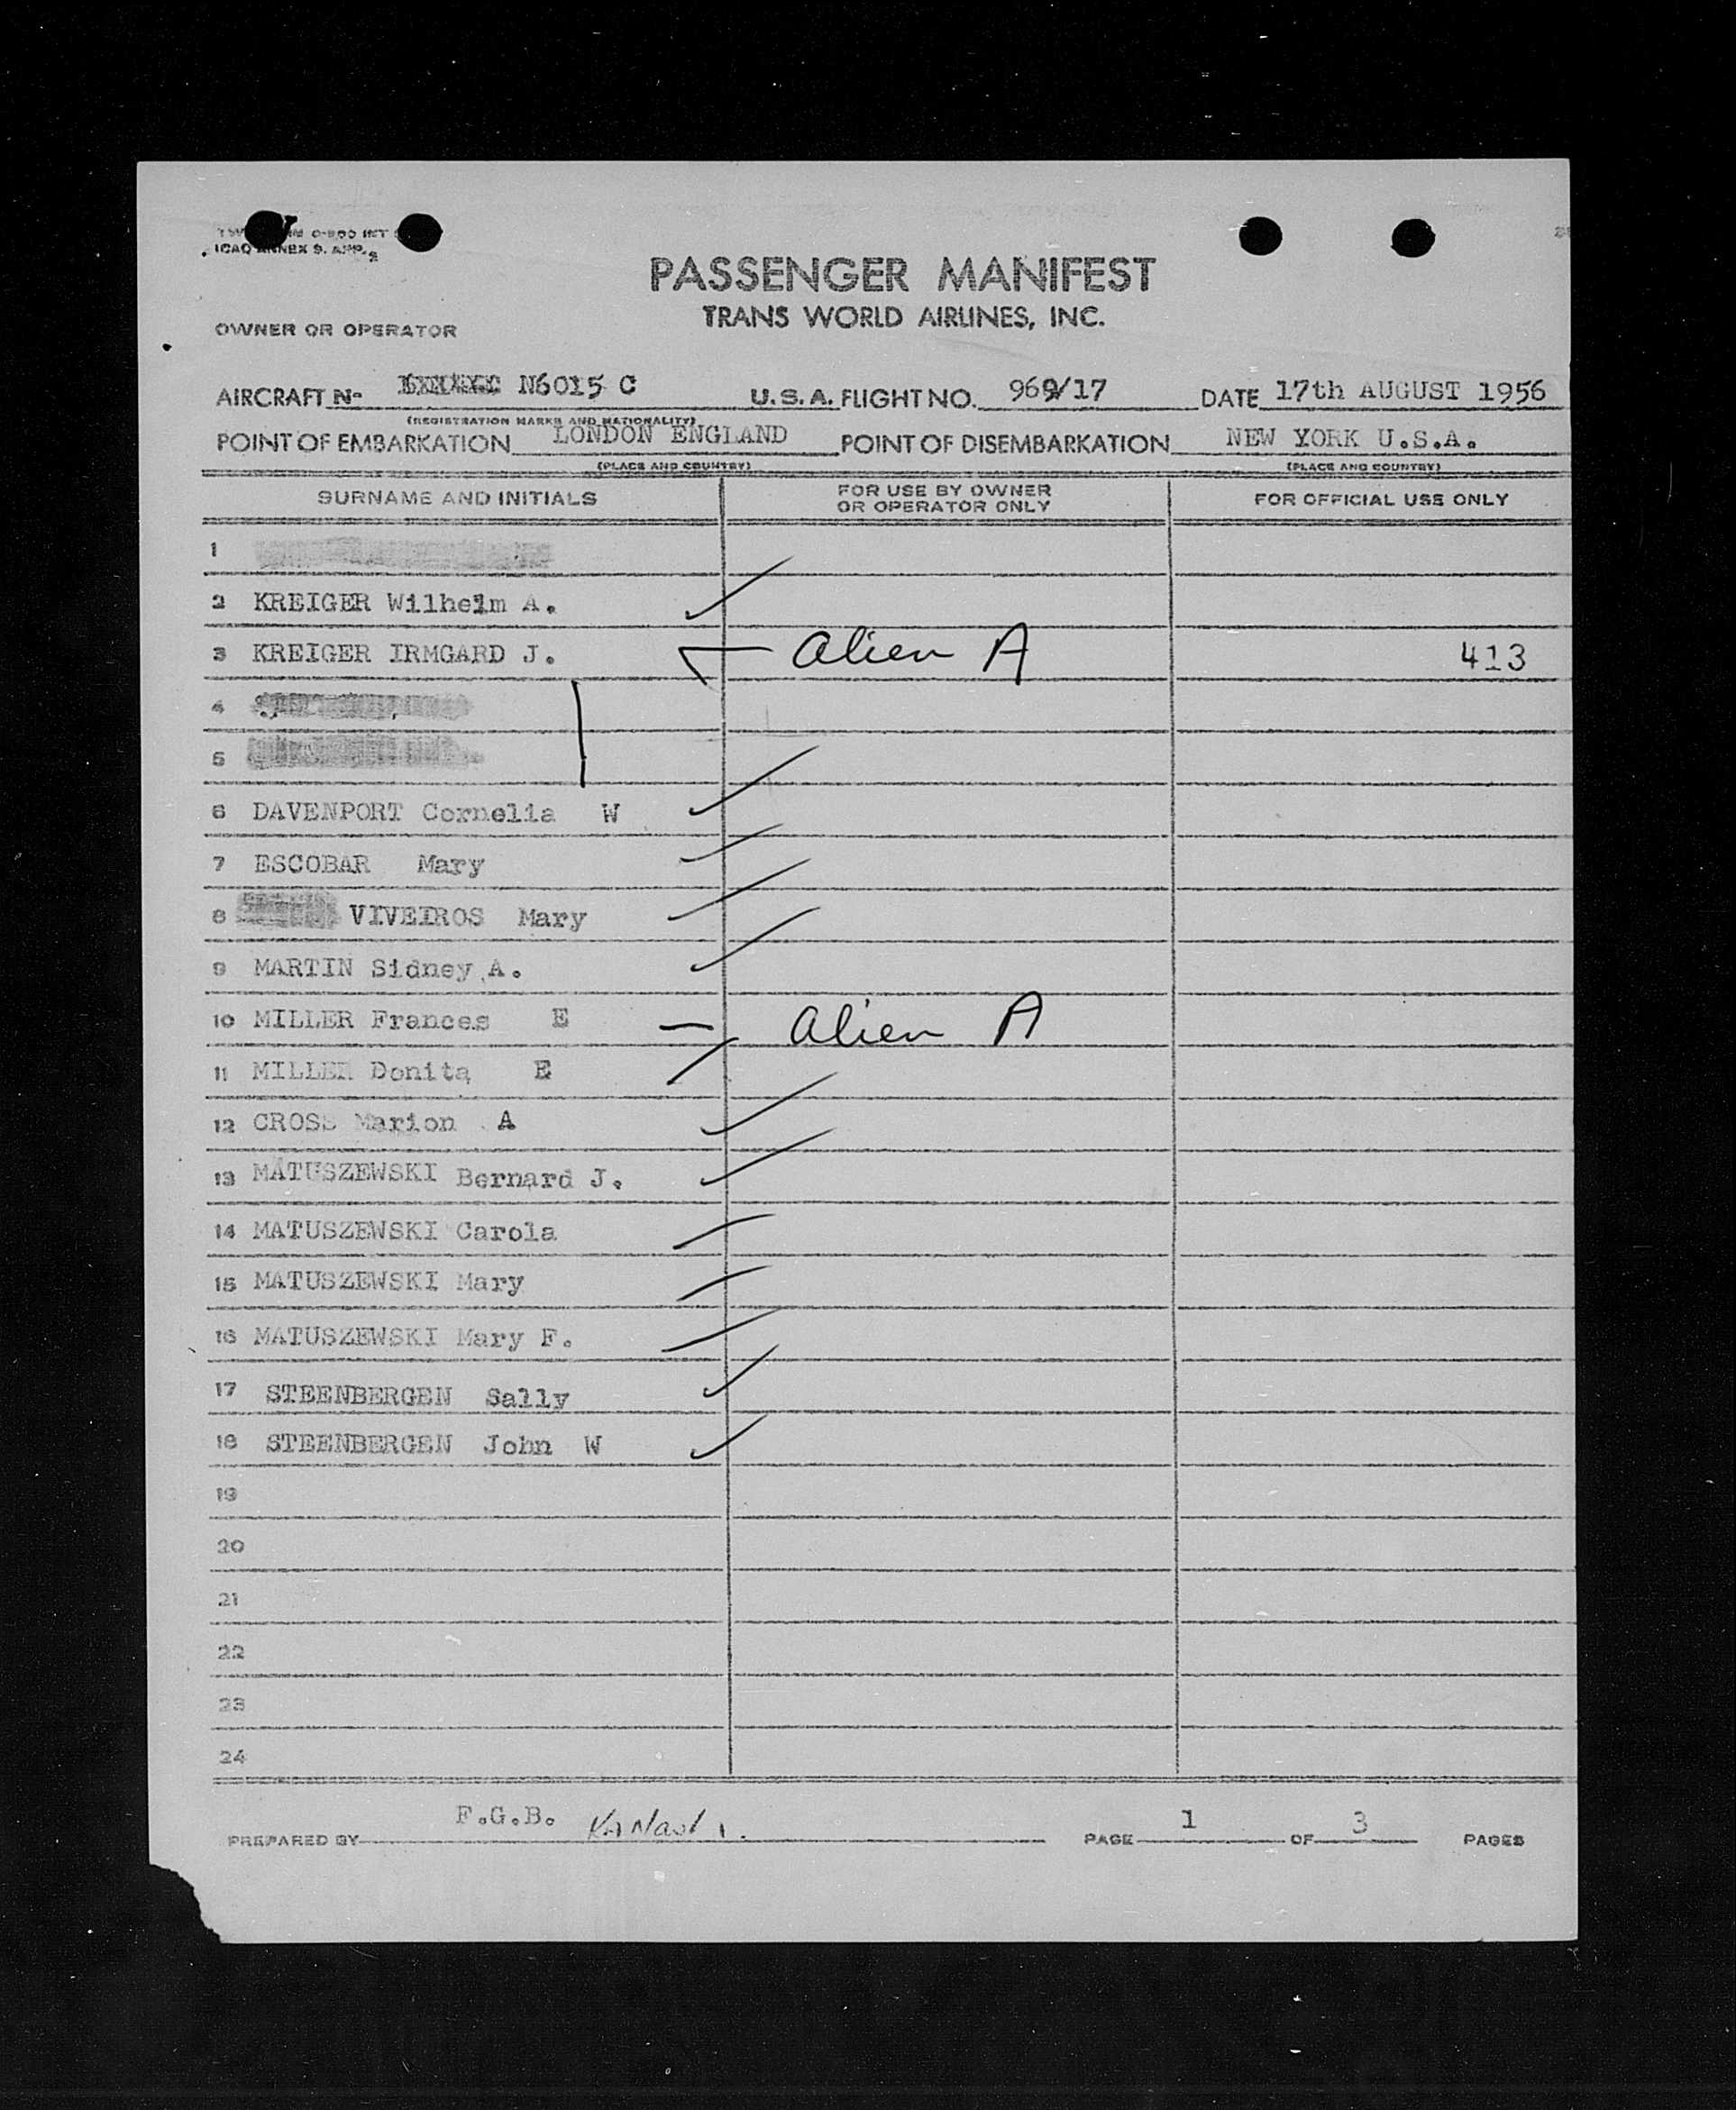 ICAO ANNEX 9. APP. 2
PASSENGER MANIFEST
TRANS WORLD AIRLINES, INC.
OWNER OR OPERATOR
AIRCRAFT N- N6015 C U.S.A. FLIGHT NO. 969/17 DATE 17th AUGUST 1956
(REGISTRATION MARKS AND NATIONALITY)
POINT OF EMBARKATION LONDON ENGLAND POINT OF DISEMBARKATION NEW YORK U.S.A.
(PLACE AND COUNTRY) (PLACE AND COUNTRY)
SURNAME AND INITIALS FOR USE BY OWNER OR OPERATOR ONLY FOR OFFICIAL USE ONLY
1
2 KREIGER Wilhelm A.
3 KREIGER IRMGARD J. Alien A 413
4
5
6 DAVENPORT Cornelia W
7 ESCOBAR Mary
8 VIVEIROS Mary
9 MARTIN Sidney A.
10 MILLER Frances E Alien A
11 MILLER Donita E
12 CROSS Marion A
13 MATUSZEWSKI Bernard J.
14 MATUSZEWSKI Carola
15 MATUSZEWSKI Mary
16 MATUSZEWSKI Mary F.
17 STEENBERGEN Sally
18 STEENBERGEN John W
19
20
21
22
23
24
PREPARED BY F.G.B. PAGE 1 OF 3 PAGES